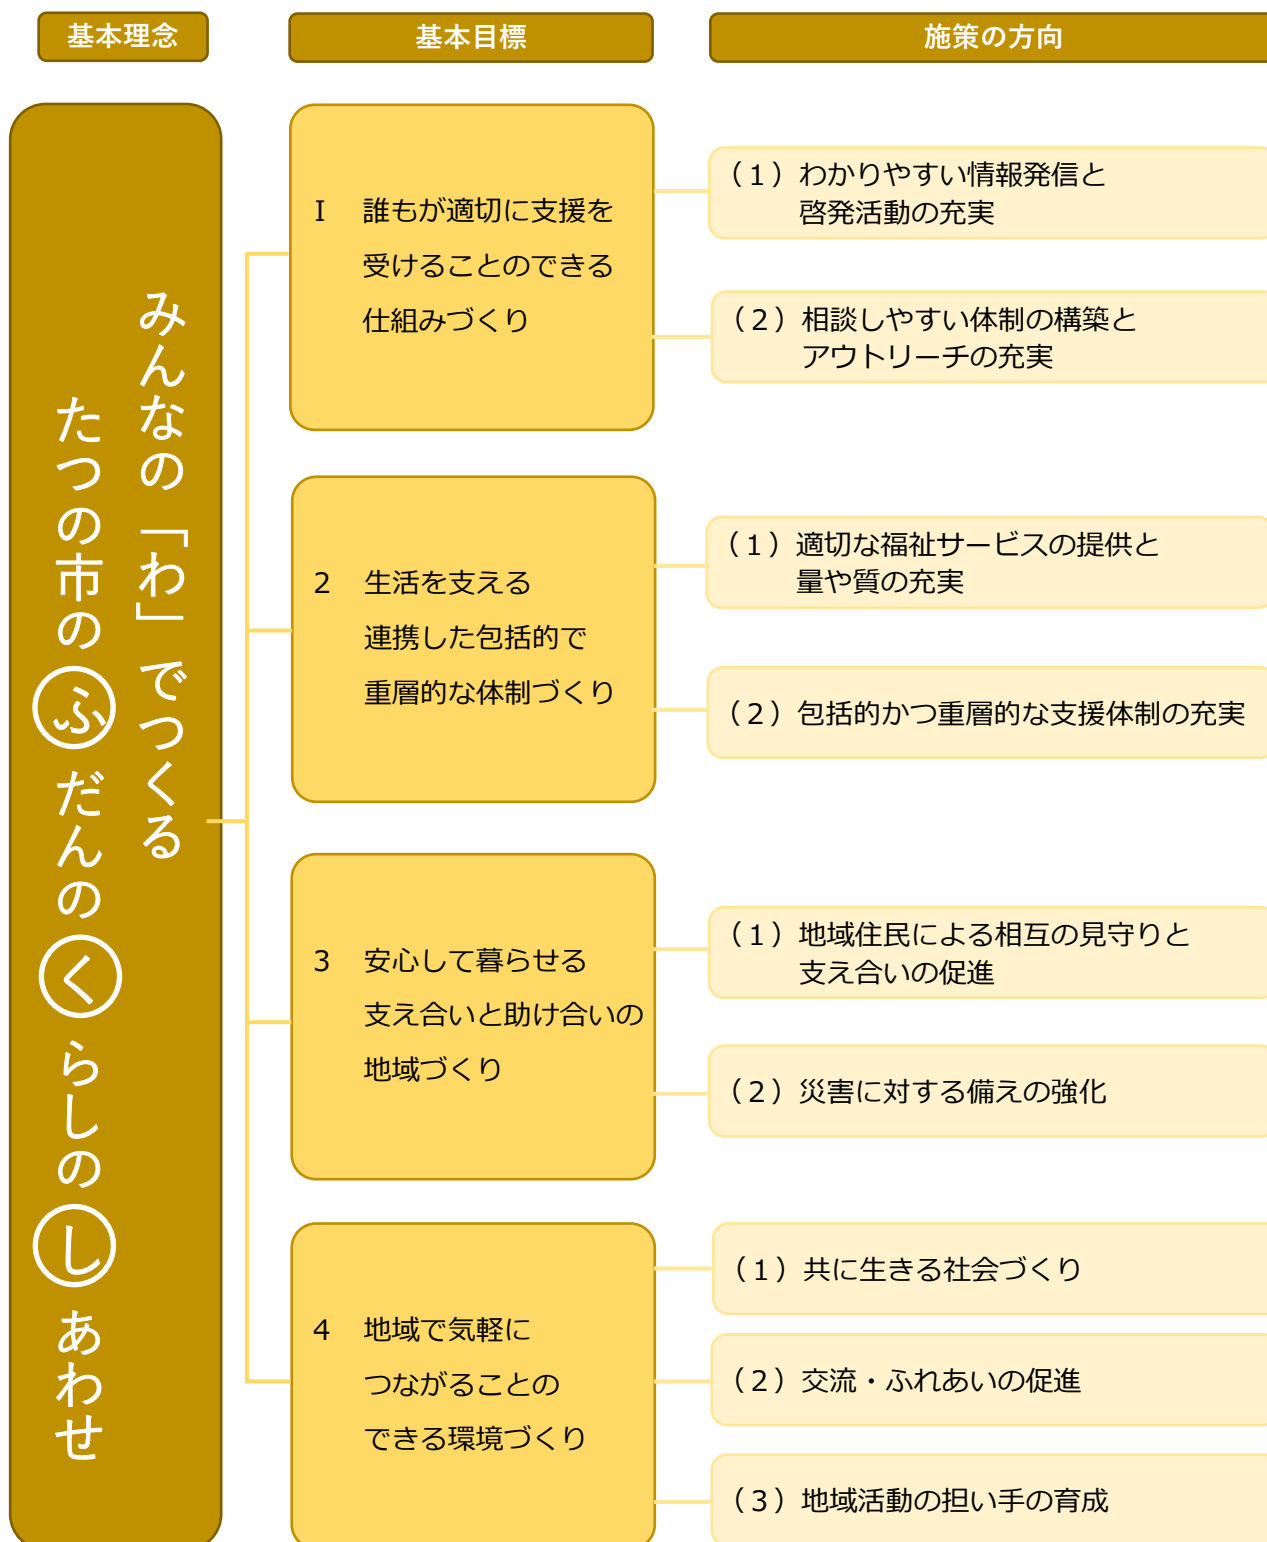 基本理念
基本目標
施策の方向
みんなの「わ」でつくる
たつの市のふだんのくらしのしあわせ
I 誰もが適切に支援を
受けることのできる
仕組みづくり
（１）わかりやすい情報発信と
啓発活動の充実
（２）相談しやすい体制の構築と
アウトリーチの充実
２ 生活を支える
連携した包括的で
重層的な体制づくり
（１）適切な福祉サービスの提供と
量や質の充実
（２）包括的かつ重層的な支援体制の充実
３ 安心して暮らせる
支え合いと助け合いの
地域づくり
（１）地域住民による相互の見守りと
支え合いの促進
（２）災害に対する備えの強化
４ 地域で気軽に
つながることの
できる環境づくり
（１）共に生きる社会づくり
（２）交流・ふれあいの促進
（３）地域活動の担い手の育成